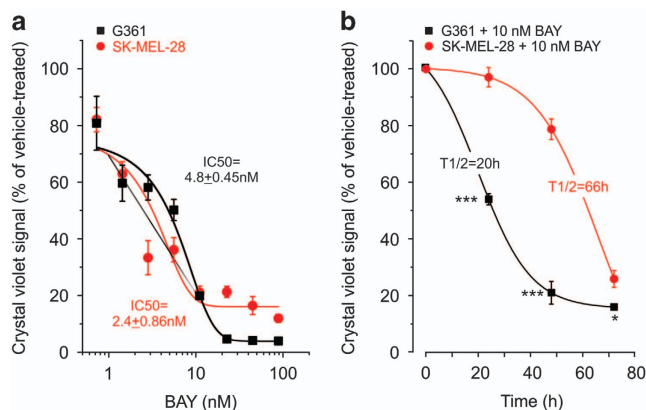 a
G361
SK-MEL-28
Crystal violet signal (% of vehicle-treated)
100
80
60
40
20
0
IC50=
4.8±0.45nM
IC50=
2.4±0.86nM
1
10
100
BAY (nM)
b
G361 + 10 nM BAY
SK-MEL-28 + 10 nM BAY
Crystal violet signal (% of vehicle-treated)
100
80
60
40
20
0
T1/2=20h
T1/2=66h
***
***
*
0
20
40
60
80
Time (h)